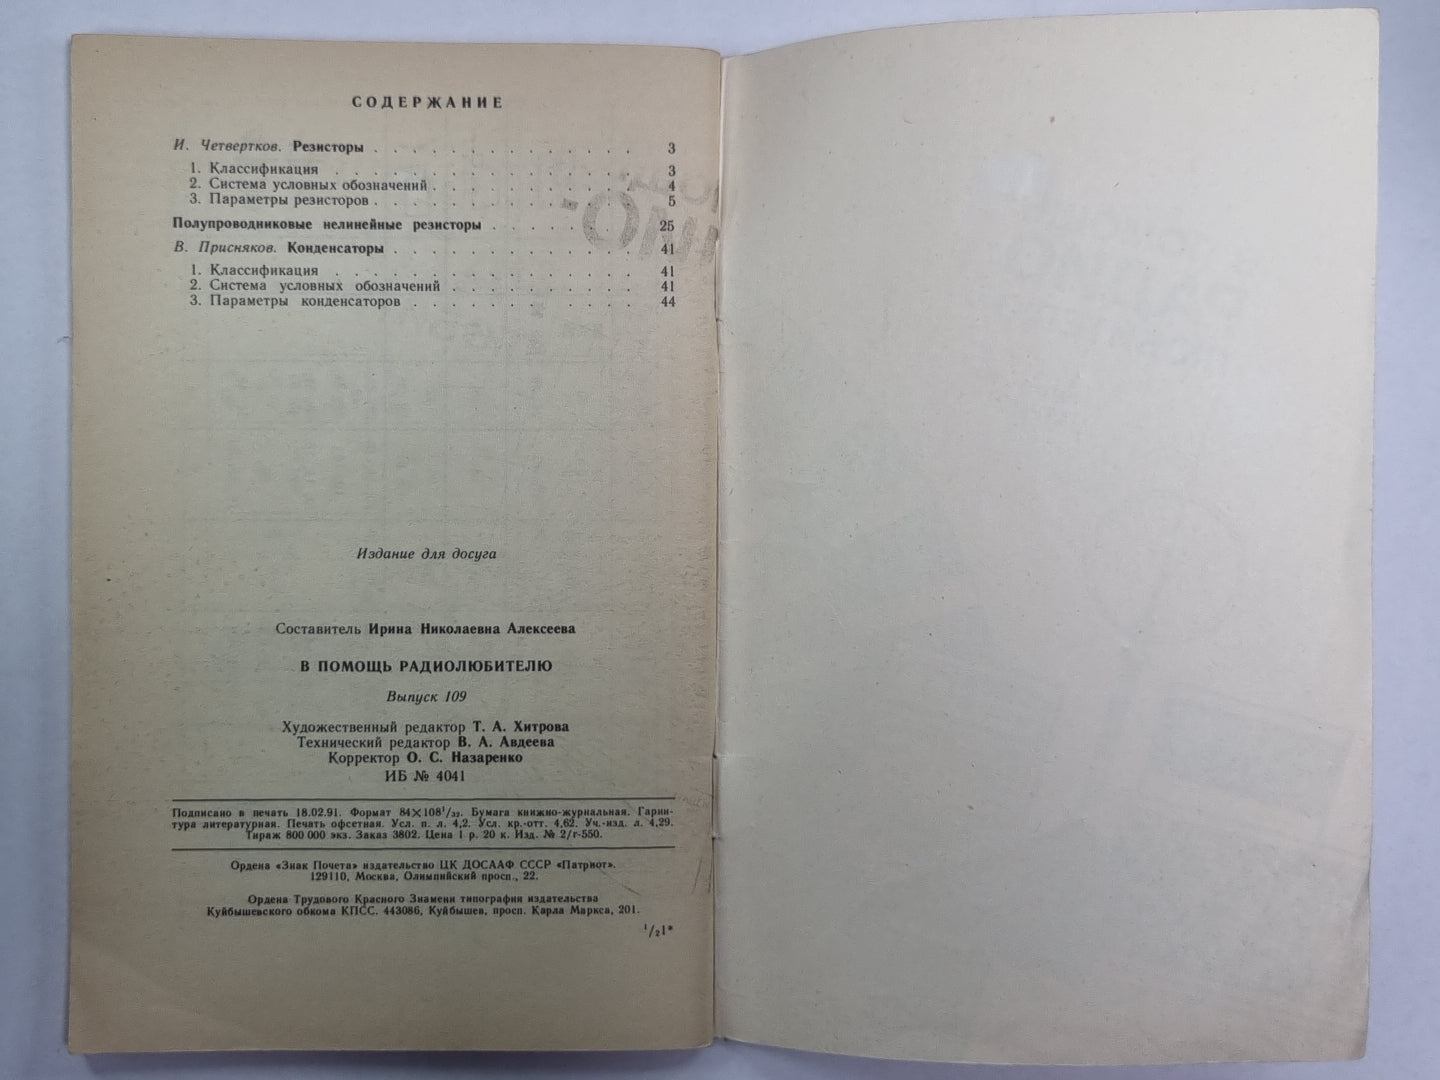 СОДЕРЖАНИЕ
И. Четвертков. Резисторы . . . . . . . . . . . . . . 3
1. Классификация . . . . . . . . . . . . . . . 3
2. Система условных обозначений . . . . . . . . . . 4
3. Параметры резисторов . . . . . . . . . . . . . 5
Полупроводниковые нелинейные резисторы . . . . . . . . 25
В. Присняков. Конденсаторы . . . . . . . . . . . . . 41
1. Классификация . . . . . . . . . . . . . . . 41
2. Система условных обозначений . . . . . . . . . 41
3. Параметры конденсаторов . . . . . . . . . . . 44
Издание для досуга
Составитель Ирина Николаевна Алексеева
В ПОМОЩЬ РАДИОЛЮБИТЕЛЮ
Выпуск 109
Художественный редактор Т. А. Хитрова
Технический редактор В. А. Авдеева
Корректор О. С. Назаренко
ИБ № 4041
Подписано в печать 18.02.91. Формат 84×108¹/₃₂. Бумага книжно-журнальная. Гарни-
тура литературная. Печать офсетная. Усл. п. л. 4,2. Усл. кр.-отт. 4,62. Уч.-изд. л. 4,29.
Тираж 800 000 экз. Заказ 3802. Цена 1 р. 20 к. Изд. № 2/г-550.
Ордена «Знак Почета» издательство ЦК ДОСААФ СССР «Патриот».
129110, Москва, Олимпийский просп., 22.
Ордена Трудового Красного Знамени типография издательства
Куйбышевского обкома КПСС. 443086, Куйбышев, просп. Карла Маркса, 201.
¹/₂1*